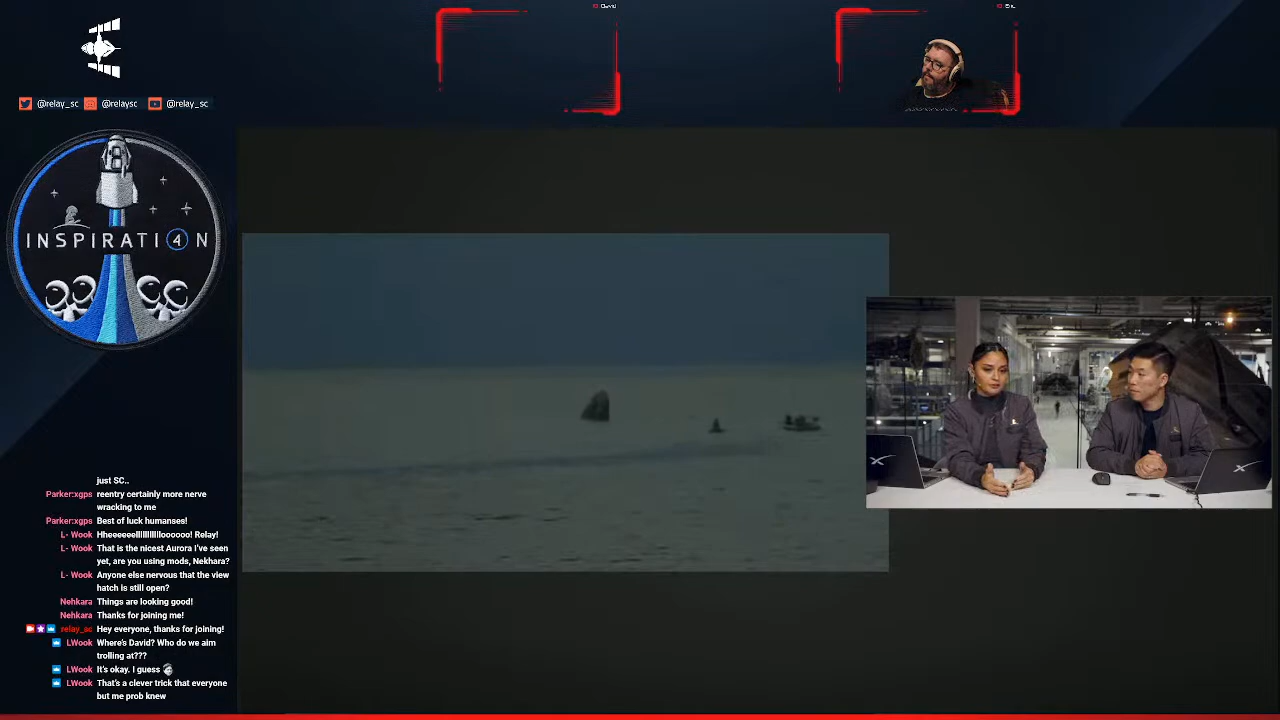 David
Eric
@relay_sc
@relaysc
@relay_sc
INSPIRATI4N
just SC..
Parker:xgps reentry certainly more nerve
wracking to me
Parker:xgps Best of luck humanses!
L- Wook Hheeeeeellllllllllloooooo! Relay!
L- Wook That is the nicest Aurora I've seen
yet, are you using mods, Nekhara?
L- Wook Anyone else nervous that the view
hatch is still open?
Nehkara Things are looking good!
Nehkara Thanks for joining me!
relay_sc Hey everyone, thanks for joining!
LWook Where's David? Who do we aim
trolling at???
LWook It's okay. I guess
LWook That's a clever trick that everyone
but me prob knew